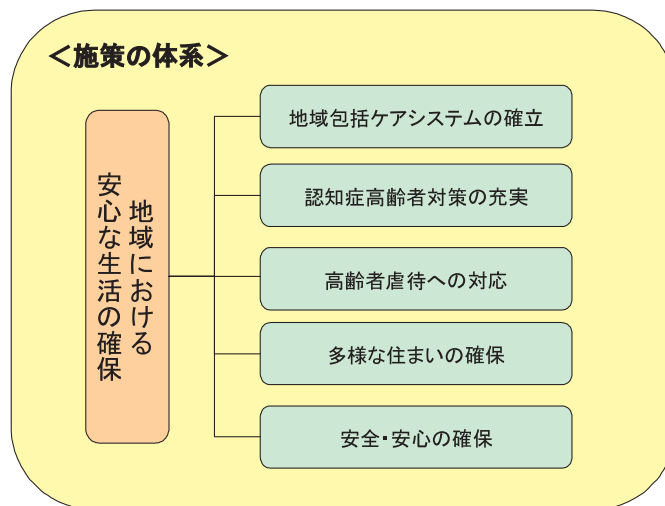 ＜施策の体系＞
地域における
安心な生活の確保
地域包括ケアシステムの確立
認知症高齢者対策の充実
高齢者虐待への対応
多様な住まいの確保
安全・安心の確保